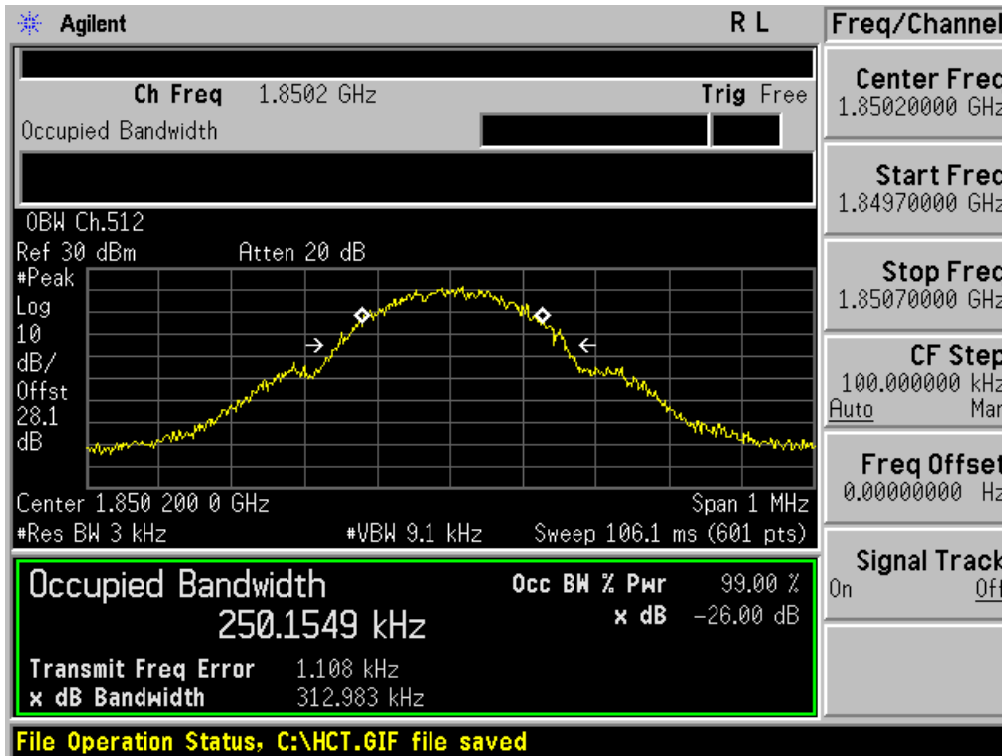 Agilent R L Freq/Channel
Ch Freq 1.8502 GHz Trig Free
Occupied Bandwidth
OBW Ch.512
Ref 30 dBm Atten 20 dB
#Peak
Log
10
dB/
Offst
28.1
dB
Center 1.850 200 0 GHz Span 1 MHz
#Res BW 3 kHz #VBW 9.1 kHz Sweep 106.1 ms (601 pts)
Occupied Bandwidth Occ BW % Pwr 99.00 %
250.1549 kHz x dB -26.00 dB
Transmit Freq Error 1.108 kHz
x dB Bandwidth 312.983 kHz
File Operation Status, C:\HCT.GIF file saved
Center Freq
1.85020000 GHz
Start Freq
1.84970000 GHz
Stop Freq
1.85070000 GHz
CF Step
100.000000 kHz
Auto Man
Freq Offset
0.00000000 Hz
Signal Track
On Off